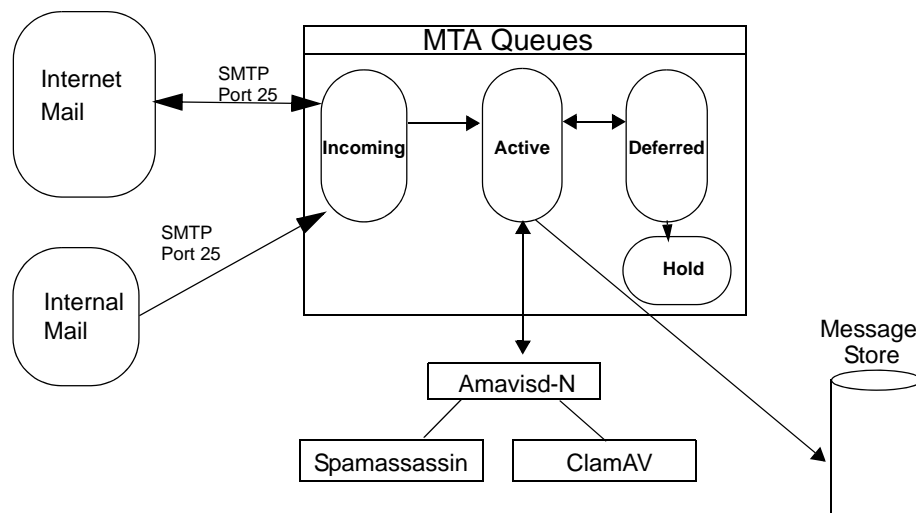 MTA Queues
Internet
Mail
SMTP
Port 25
Incoming
Active
Deferred
Hold
SMTP
Port 25
Internal
Mail
Message
Store
Amavisd-N
Spamassassin
ClamAV